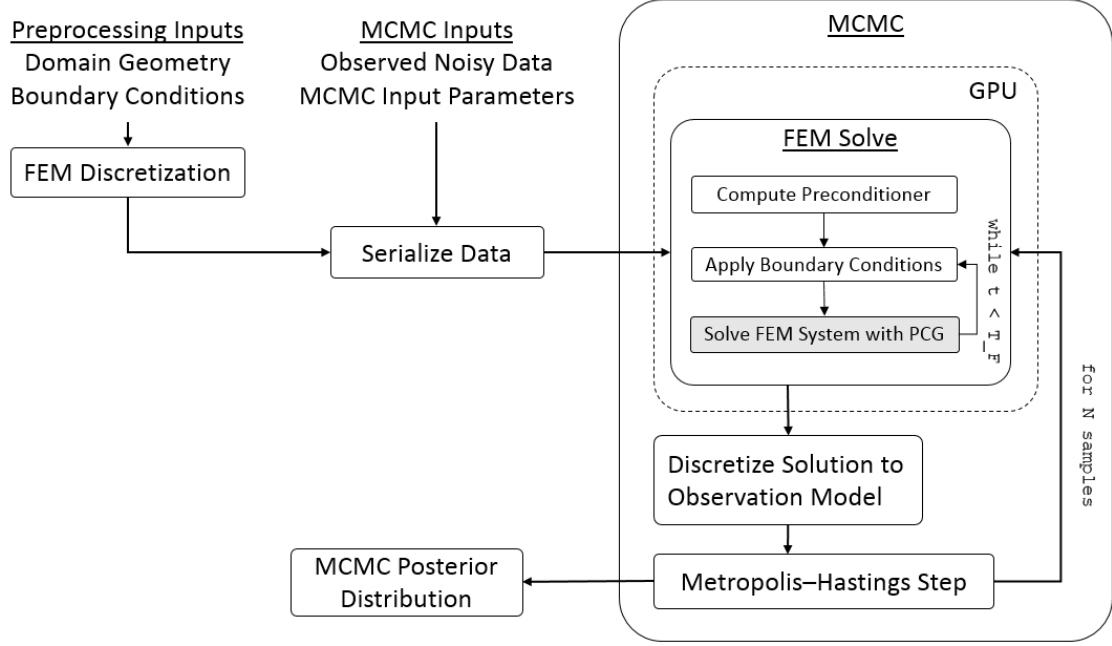 Preprocessing Inputs
Domain Geometry
Boundary Conditions
FEM Discretization
MCMC Inputs
Observed Noisy Data
MCMC Input Parameters
Serialize Data
MCMC
GPU
FEM Solve
Compute Preconditioner
Apply Boundary Conditions
Solve FEM System with PCG
while t < T_F
for N samples
Discretize Solution to
Observation Model
Metropolis–Hastings Step
MCMC Posterior
Distribution